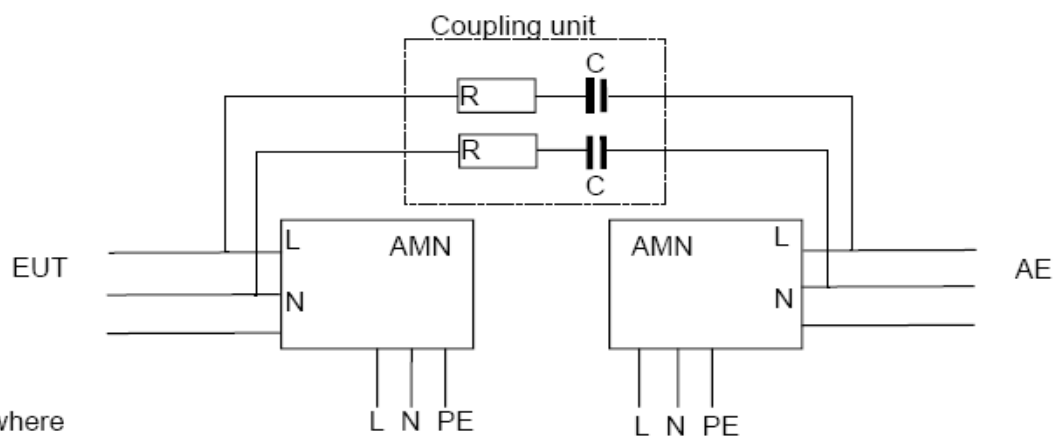 Coupling unit
C
R
R
C
L
AMN
AMN
L
EUT
AE
N
N
where
L N PE
L N PE